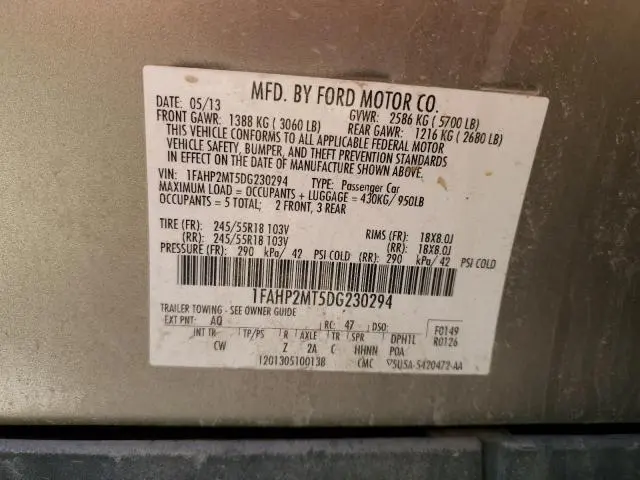 MFD. BY FORD MOTOR CO.
DATE: 05/13 GVWR: 2586 KG ( 5700 LB)
FRONT GAWR: 1388 KG ( 3060 LB) REAR GAWR: 1216 KG ( 2680 LB)
THIS VEHICLE CONFORMS TO ALL APPLICABLE FEDERAL MOTOR
VEHICLE SAFETY, BUMPER, AND THEFT PREVENTION STANDARDS
IN EFFECT ON THE DATE OF MANUFACTURE SHOWN ABOVE.
VIN: 1FAHP2MT5DG230294 TYPE: Passenger Car
MAXIMUM LOAD = OCCUPANTS + LUGGAGE = 430KG/ 950LB
OCCUPANTS = 5 TOTAL; 2 FRONT, 3 REAR
TIRE (FR): 245/55R18 103V RIMS (FR): 18X8.0J
(RR): 245/55R18 103V (RR): 18X8.0J
PRESSURE (FR): 290 kPa/ 42 PSI COLD (RR): 290 kPa/ 42 PSI COLD
1FAHP2MT5DG230294
TRAILER TOWING - SEE OWNER GUIDE
EXT PNT: AQ RC: 47 DSO: F0149
R0126
INT TR TP/PS R AXLE TR SPR DPHTL
CW Z 2A C HHNN POA
120130510013B CMC 5U5A-5420472-AA